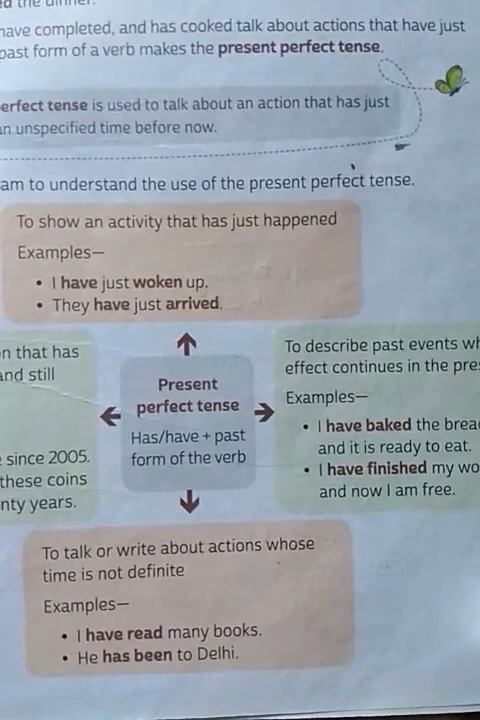 the dinner.
have completed, and has cooked talk about actions that have just
past form of a verb makes the present perfect tense.
erfect tense is used to talk about an action that has just
an unspecified time before now.
am to understand the use of the present perfect tense.
To show an activity that has just happened
Examples—
• I have just woken up.
• They have just arrived.
n that has
and still
since 2005.
these coins
nty years.
Present
perfect tense
Has/have + past
form of the verb
To describe past events wh
effect continues in the pre
Examples—
• I have baked the brea
and it is ready to eat.
• I have finished my wo
and now I am free.
To talk or write about actions whose
time is not definite
Examples—
• I have read many books.
• He has been to Delhi.